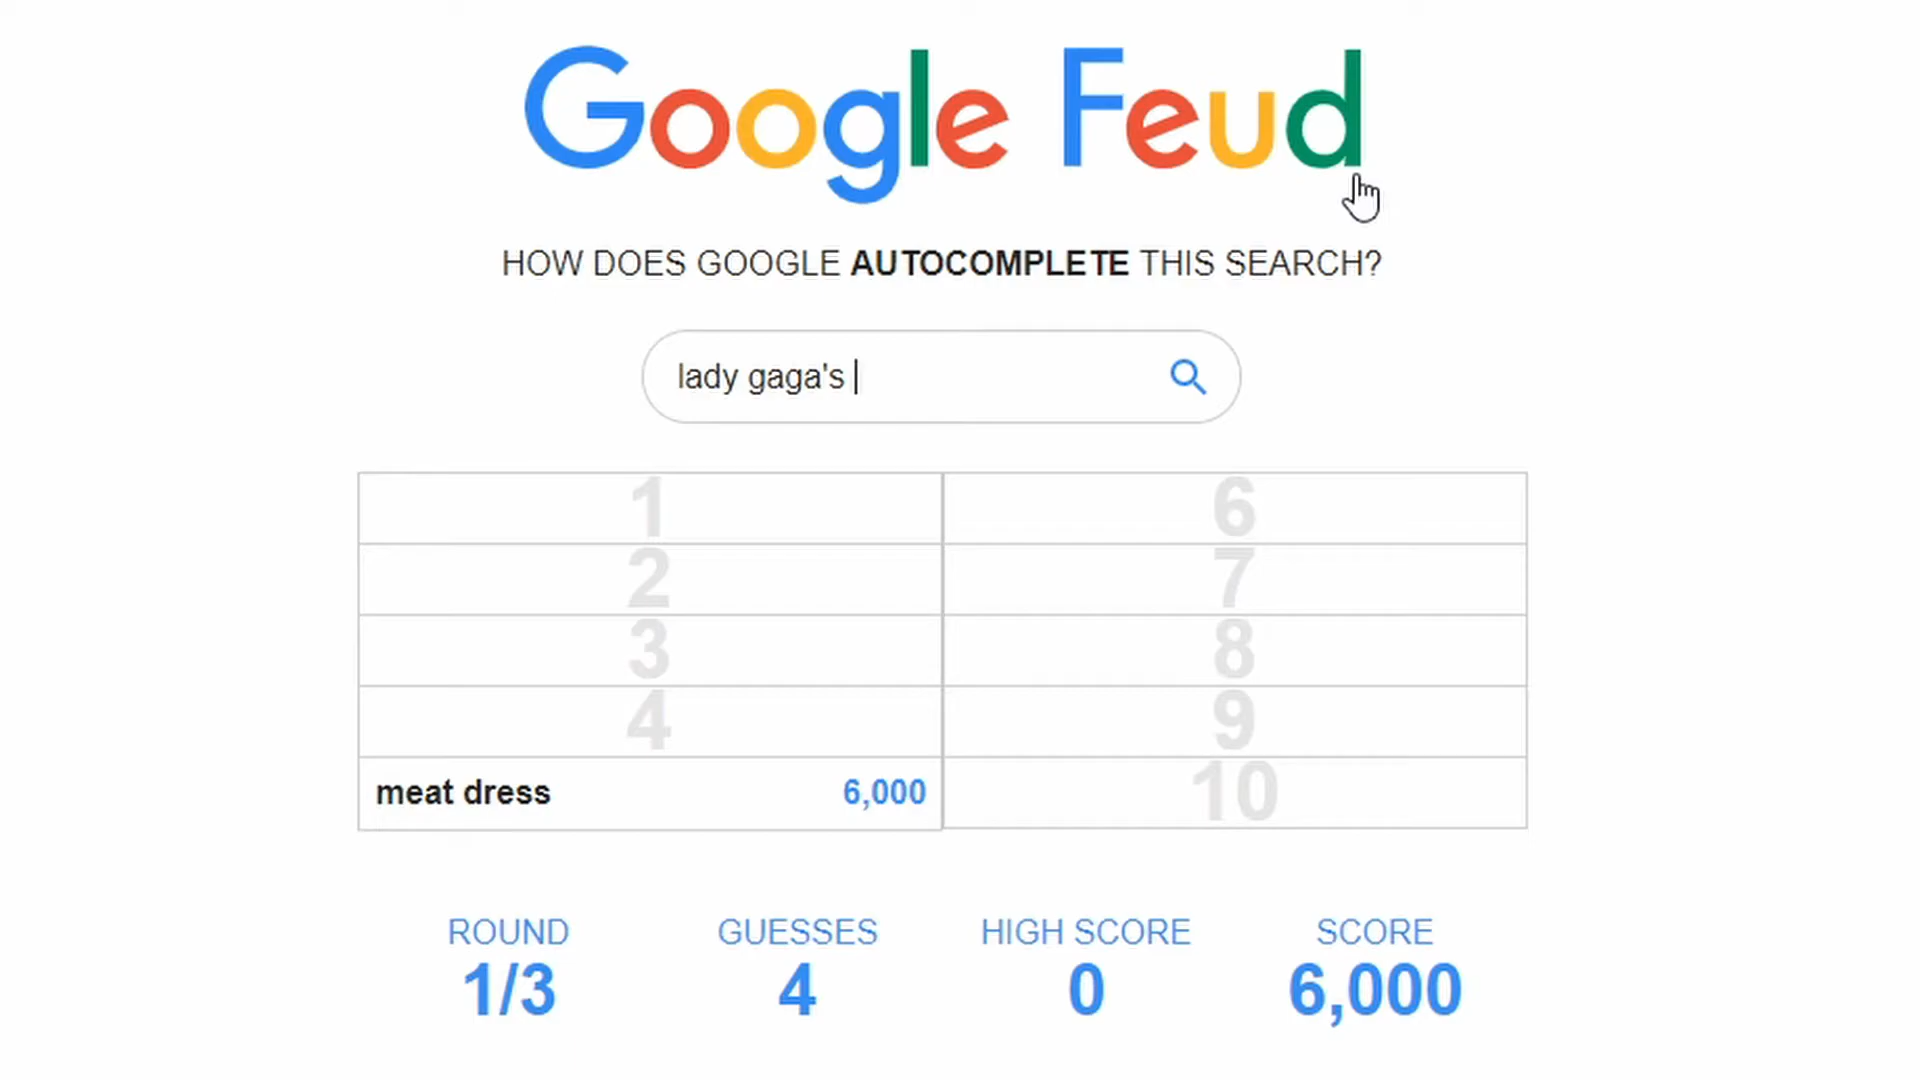 Google Feud
HOW DOES GOOGLE AUTOCOMPLETE THIS SEARCH?
lady gaga's
1
2
3
4
meat dress 6,000
6
7
8
9
10
ROUND GUESSES HIGH SCORE SCORE
1/3 4 0 6,000